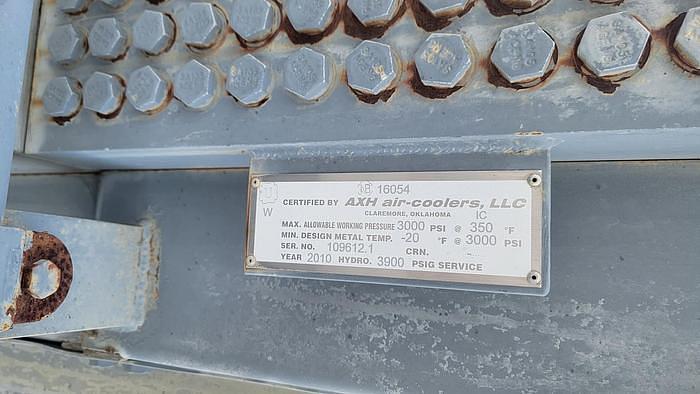 NB 16054
U
W
CERTIFIED BY AXH air-coolers, LLC
CLAREMORE, OKLAHOMA IC
MAX. ALLOWABLE WORKING PRESSURE 3000 PSI @ 350 °F
MIN. DESIGN METAL TEMP. -20 °F @ 3000 PSI
SER. NO. 109612.1 CRN. -
YEAR 2010 HYDRO. 3900 PSIG SERVICE